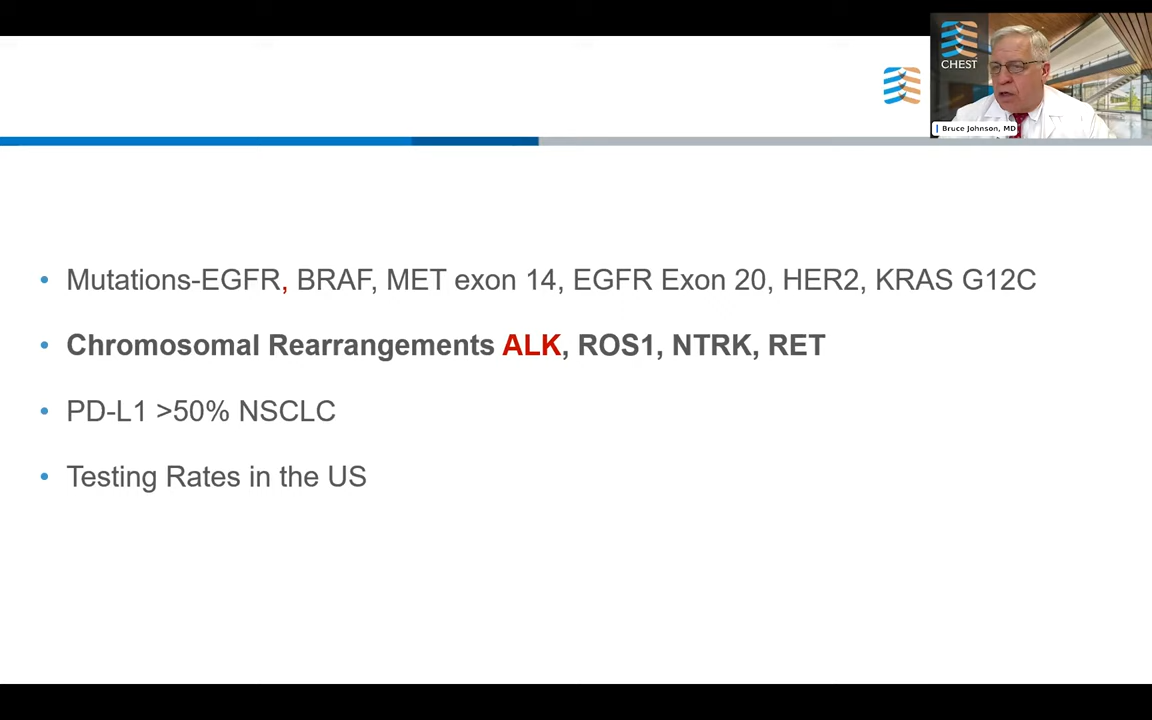 CHEST
Bruce Johnson, MD
• Mutations-EGFR, BRAF, MET exon 14, EGFR Exon 20, HER2, KRAS G12C
• Chromosomal Rearrangements ALK, ROS1, NTRK, RET
• PD-L1 >50% NSCLC
• Testing Rates in the US